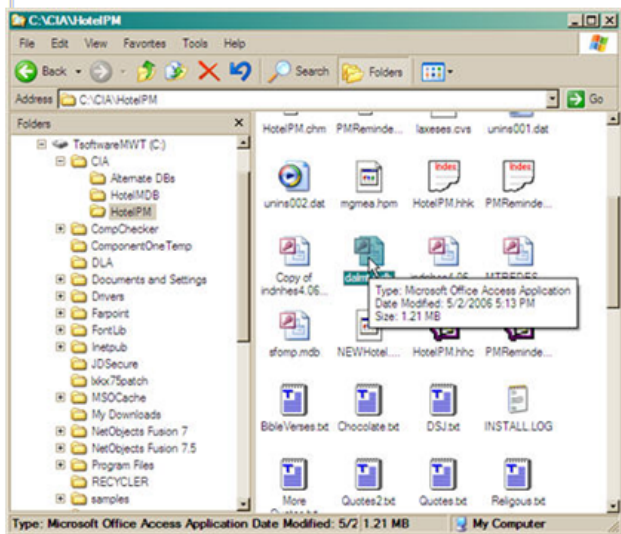 C:\CIA\HotelPM
File Edit View Favorites Tools Help
Back Search Folders
Address C:\CIA\HotelPM Go
Folders
TsoftwareMWT (C:)
CIA
Alternate DBs
HotelMDB
HotelPM
CompChecker
ComponentOneTemp
DLA
Documents and Settings
Drivers
Farpoint
FontLib
Inetpub
JDSecure
lxkx75patch
MSOCache
My Downloads
NetObjects Fusion 7
NetObjects Fusion 7.5
Program Files
RECYCLER
samples
HotelPM.chm PMReminde... laxeses.cvs unins001.dat
unins002.dat mgmea.hpm HotelPM.hhk PMReminde...
Copy of
indnhes4.06...
Type: Microsoft Office Access Application
Date Modified: 5/2/2006 5:13 PM
Size: 1.21 MB
sfomp.mdb NEWHotel.... HotelPM.hhc PMReminde...
BibleVerses.txt Chocolate.txt DSJ.txt INSTALL.LOG
More Quotes2.txt Quotes.txt Religous.txt
Type: Microsoft Office Access Application Date Modified: 5/2 1.21 MB My Computer